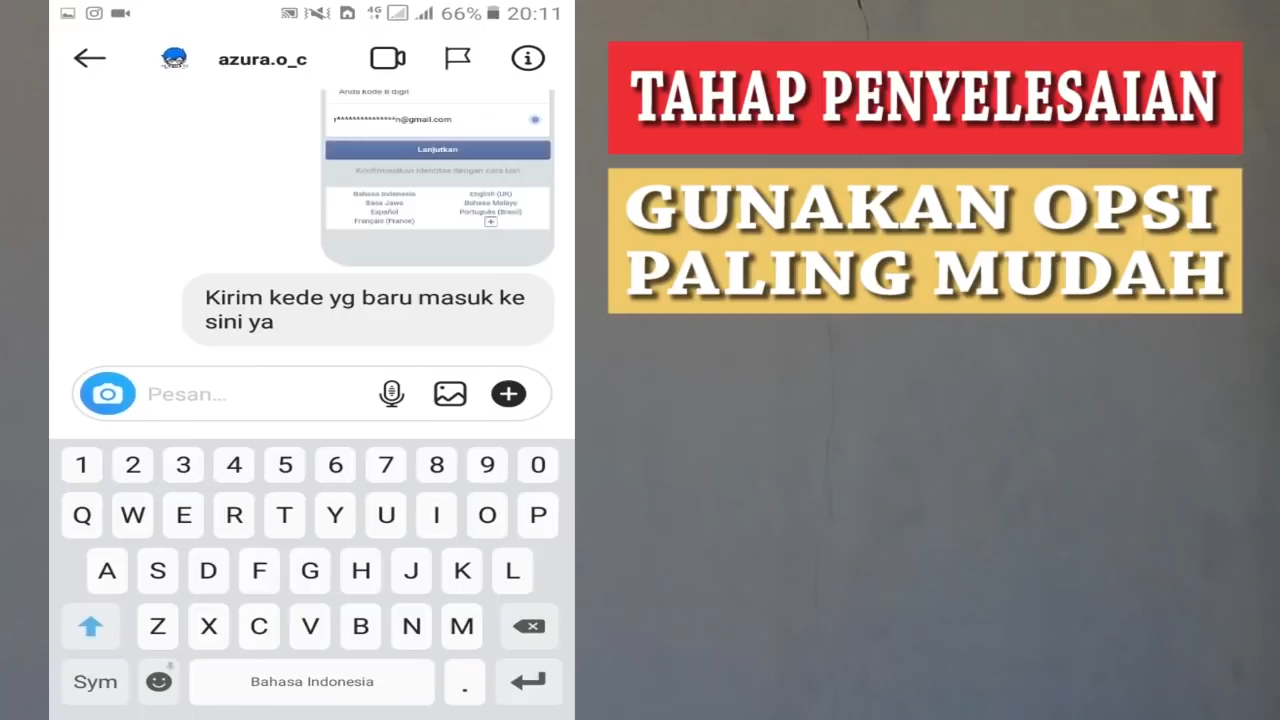 4G 66% 20:11
azura.o_c
Anda kode 8 digit
r***************n@gmail.com
Lanjutkan
Konfirmasikan identitas dengan cara lain
Bahasa Indonesia
English (UK)
Basa Jawa
Bahasa Melayu
Español
Português (Brasil)
Français (France)
Kirim kede yg baru masuk ke
sini ya
Pesan...
1 2 3 4 5 6 7 8 9 0
Q W E R T Y U I O P
A S D F G H J K L
Z X C V B N M
Sym Bahasa Indonesia .
TAHAP PENYELESAIAN
GUNAKAN OPSI
PALING MUDAH